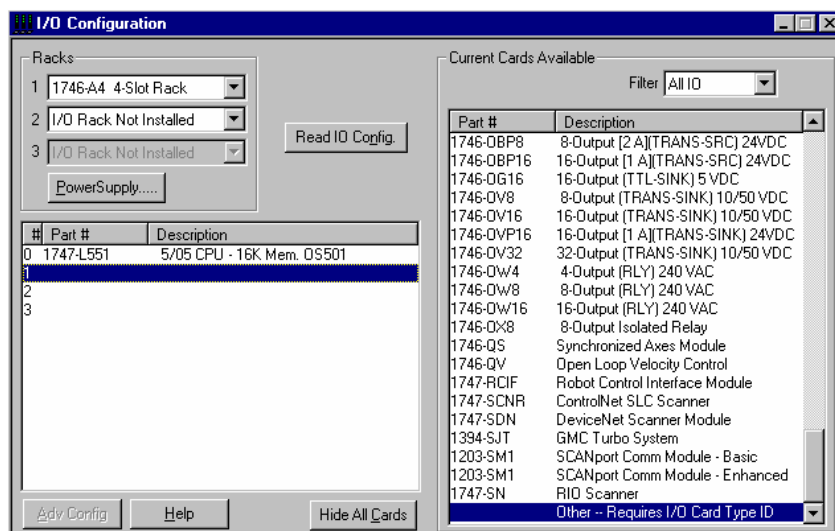 I/O Configuration
Racks
1 1746-A4 4-Slot Rack
2 I/O Rack Not Installed
3 I/O Rack Not Installed
PowerSupply.....
Read IO Config.
# Part # Description
0 1747-L551 5/05 CPU - 16K Mem. OS501
1
2
3
Adv Config
Help
Hide All Cards
Current Cards Available
Filter All IO
Part # Description
1746-OBP8 8-Output [2 A](TRANS-SRC) 24VDC
1746-OBP16 16-Output [1 A](TRANS-SRC) 24VDC
1746-OG16 16-Output (TTL-SINK) 5 VDC
1746-OV8 8-Output (TRANS-SINK) 10/50 VDC
1746-OV16 16-Output (TRANS-SINK) 10/50 VDC
1746-OVP16 16-Output [1 A](TRANS-SINK) 24VDC
1746-OV32 32-Output (TRANS-SINK) 10/50 VDC
1746-OW4 4-Output (RLY) 240 VAC
1746-OW8 8-Output (RLY) 240 VAC
1746-OW16 16-Output (RLY) 240 VAC
1746-OX8 8-Output Isolated Relay
1746-QS Synchronized Axes Module
1746-QV Open Loop Velocity Control
1747-RCIF Robot Control Interface Module
1747-SCNR ControlNet SLC Scanner
1747-SDN DeviceNet Scanner Module
1394-SJT GMC Turbo System
1203-SM1 SCANport Comm Module - Basic
1203-SM1 SCANport Comm Module - Enhanced
1747-SN RIO Scanner
Other -- Requires I/O Card Type ID